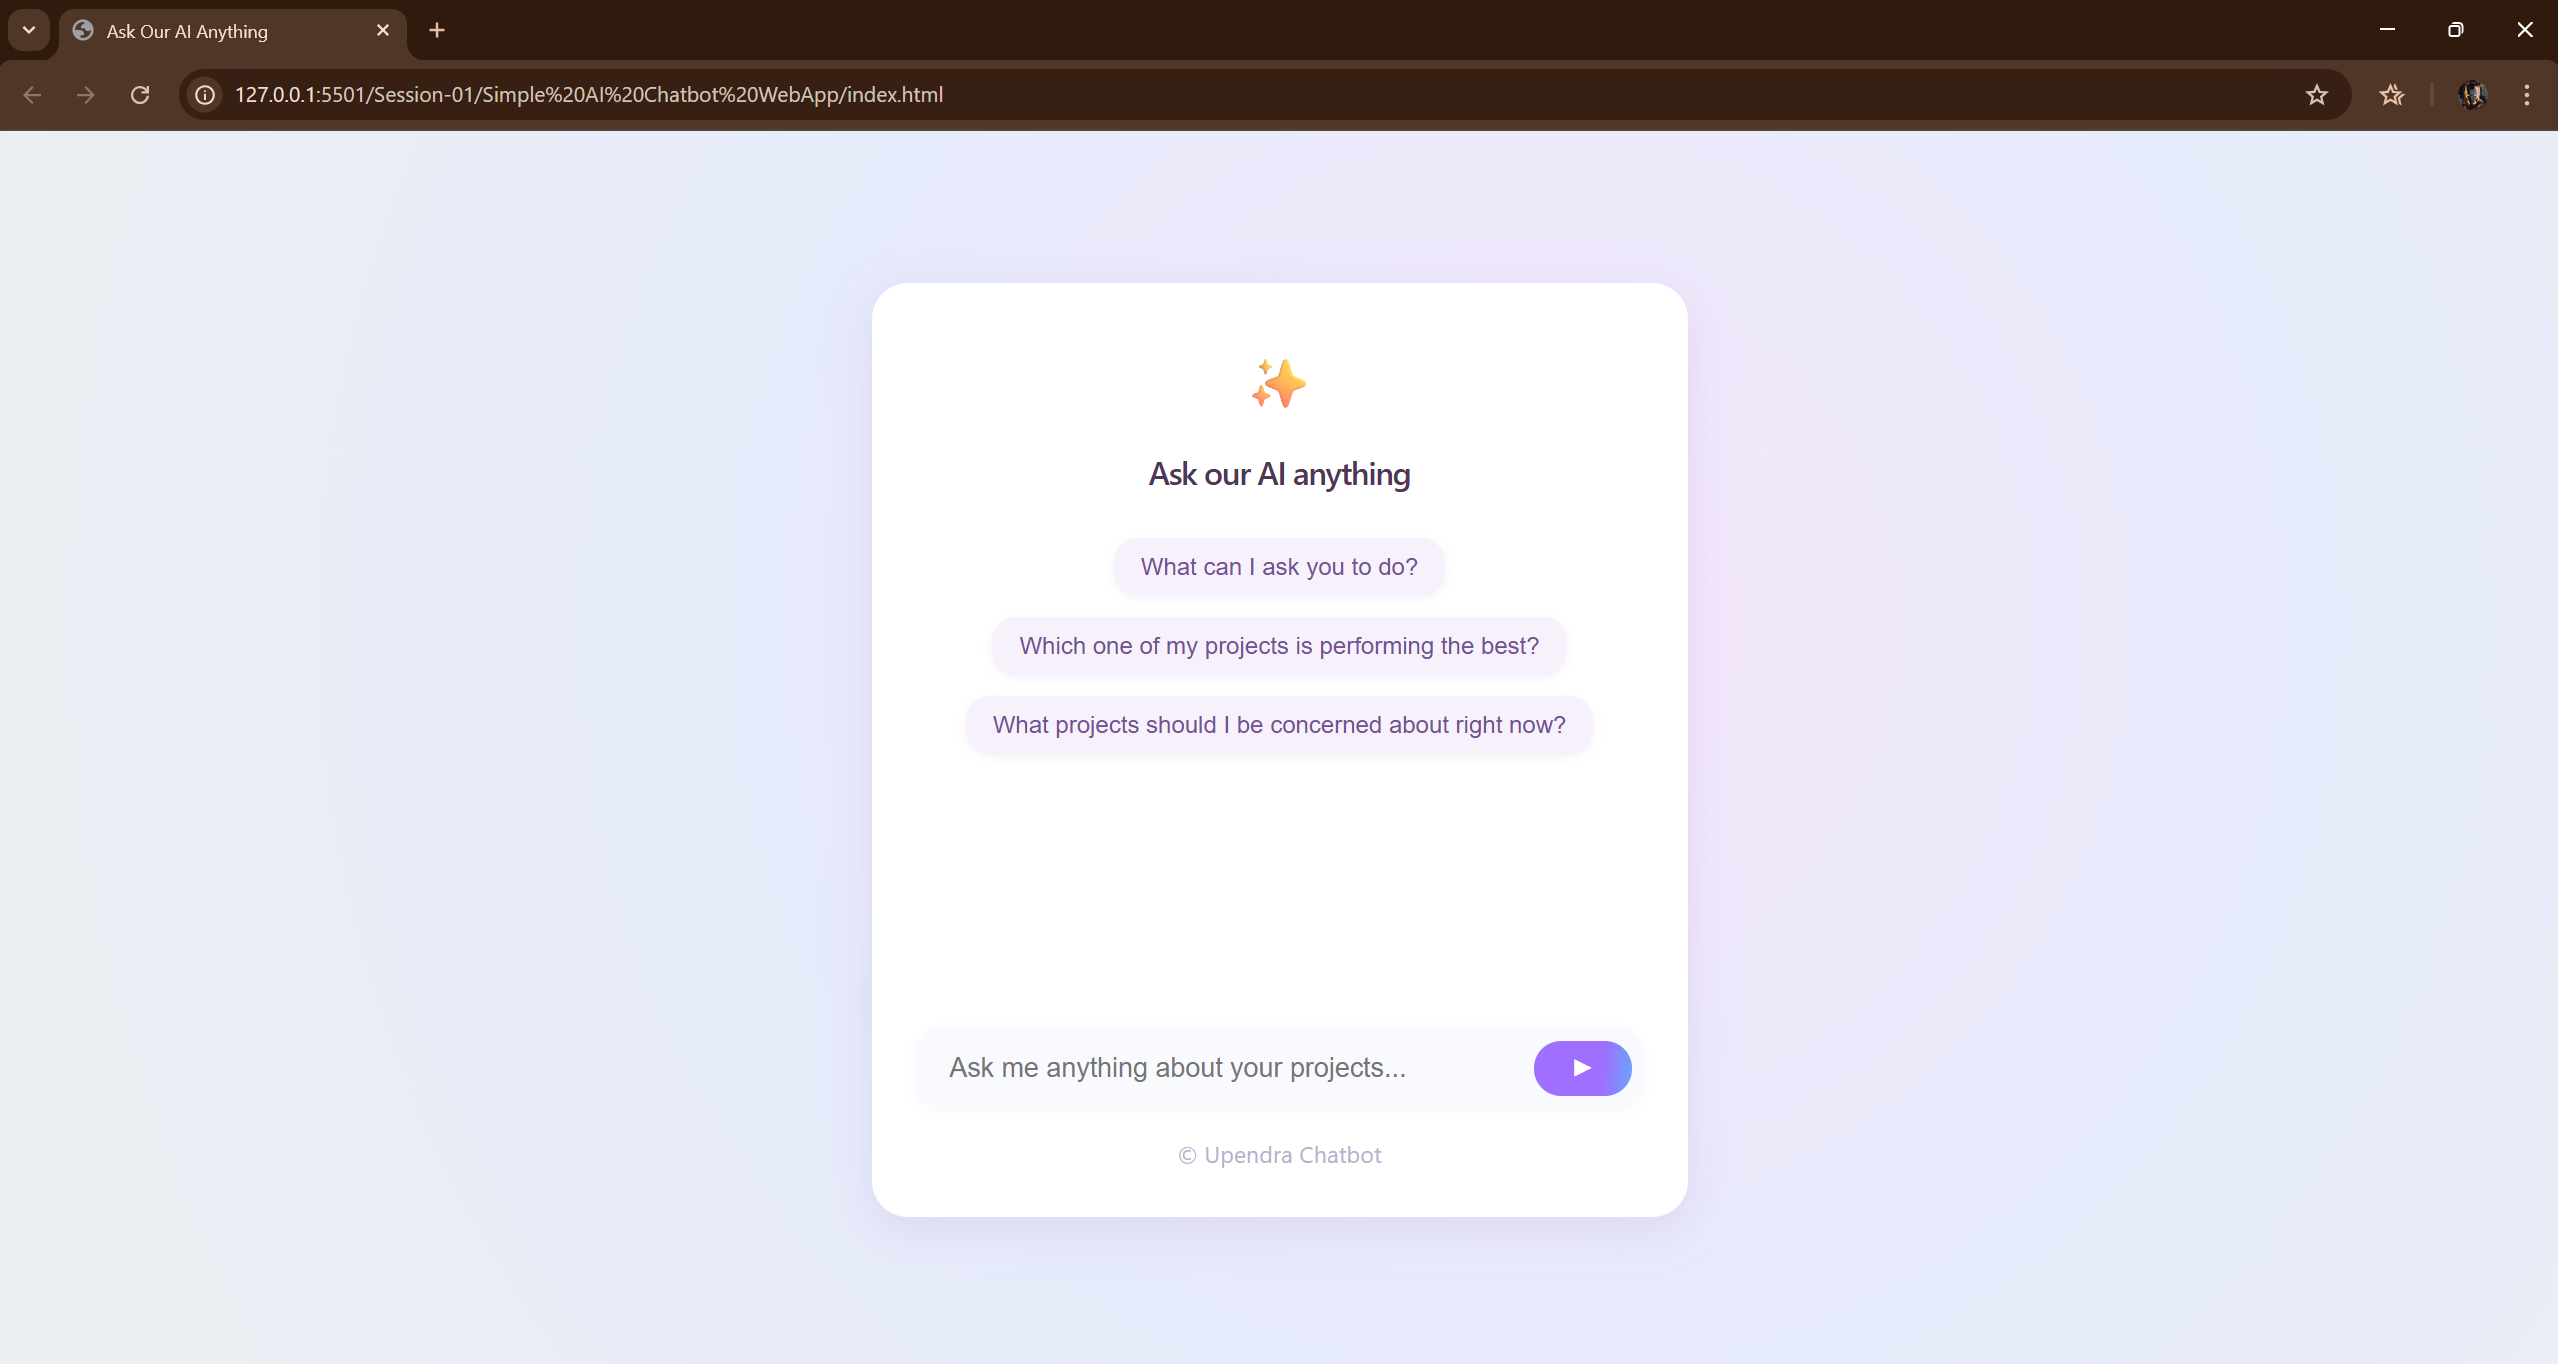 Ask Our AI Anything
127.0.0.1:5501/Session-01/Simple%20AI%20Chatbot%20WebApp/index.html
Ask our AI anything
What can I ask you to do?
Which one of my projects is performing the best?
What projects should I be concerned about right now?
Ask me anything about your projects...
© Upendra Chatbot